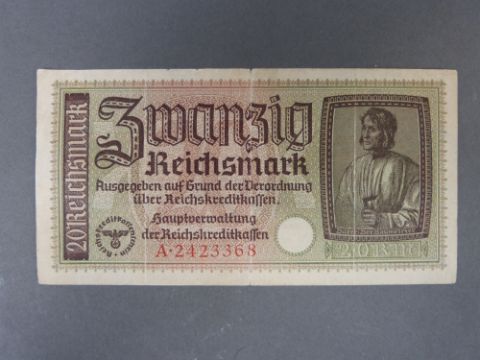 20 Reichsmark
Zwanzig
Reichsmark
Ausgegeben auf Grund der Verordnung
über Reichskreditkassen.
Hauptverwaltung
der Reichskreditkassen
A·2423368